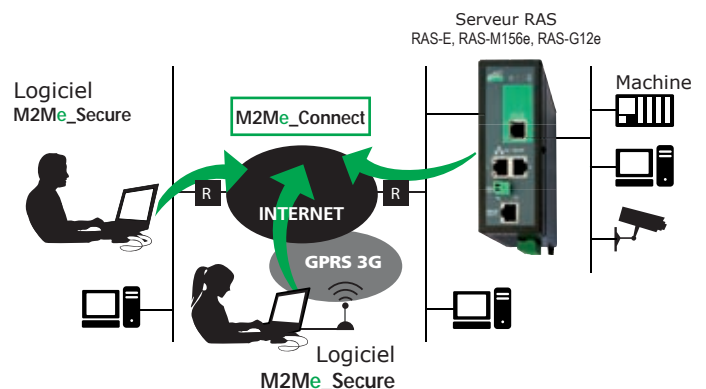 Serveur RAS
RAS-E, RAS-M156e, RAS-G12e
Logiciel
M2Me_Secure
Machine
M2Me_Connect
R
R
INTERNET
GPRS 3G
Logiciel
M2Me_Secure